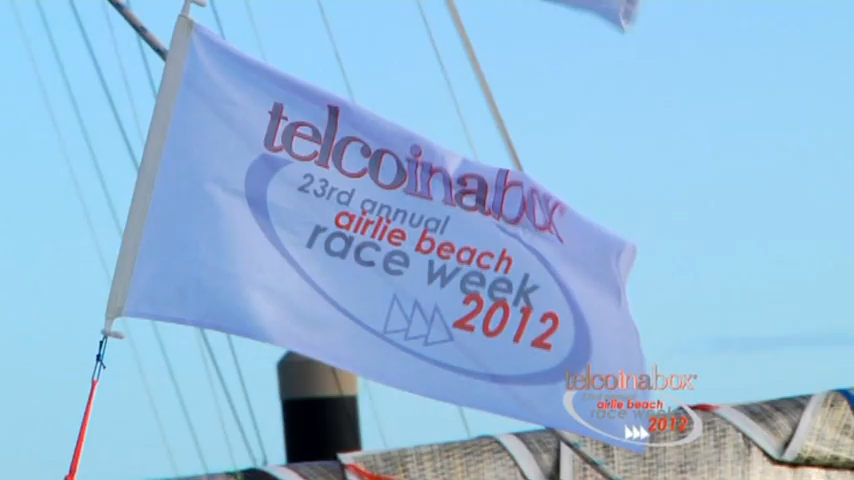 telcoinabox
23rd annual
airlie beach
race week
2012
telcoinabox
airlie beach
race week
2012